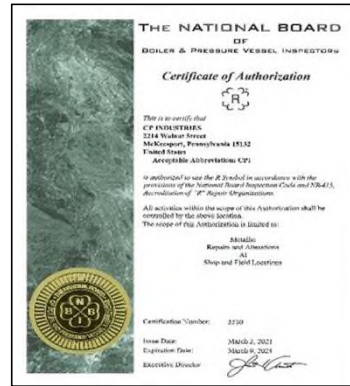 THE NATIONAL BOARD
OF
BOILER & PRESSURE VESSEL INSPECTORS
Certificate of Authorization
R
This is to certify that
CP INDUSTRIES
2214 Walnut Street
McKeesport, Pennsylvania 15132
United States
Acceptable Abbreviation: CPI
is authorized to use the R Symbol in accordance with the
provisions of the National Board Inspection Code and NB-415,
Accreditation of "R" Repair Organizations.
All activities within the scope of this Authorization shall be
controlled by the above location.
The scope of this Authorization is limited to:
Metallic
Repairs and Alterations
At
Shop and Field Locations
N
B B
I
Certification Number:
Issue Date: March 2, 2021
Expiration Date: March 9, 2024
Executive Director